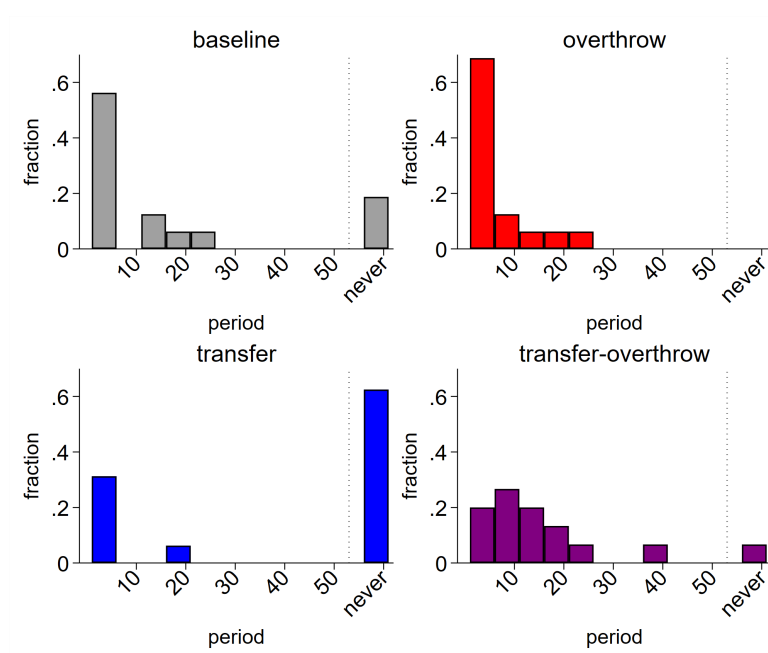 baseline
fraction
.6
.4
.2
0
10
20
30
40
50
never
period
overthrow
fraction
.6
.4
.2
0
10
20
30
40
50
never
period
transfer
fraction
.6
.4
.2
0
10
20
30
40
50
never
period
transfer-overthrow
fraction
.6
.4
.2
0
10
20
30
40
50
never
period